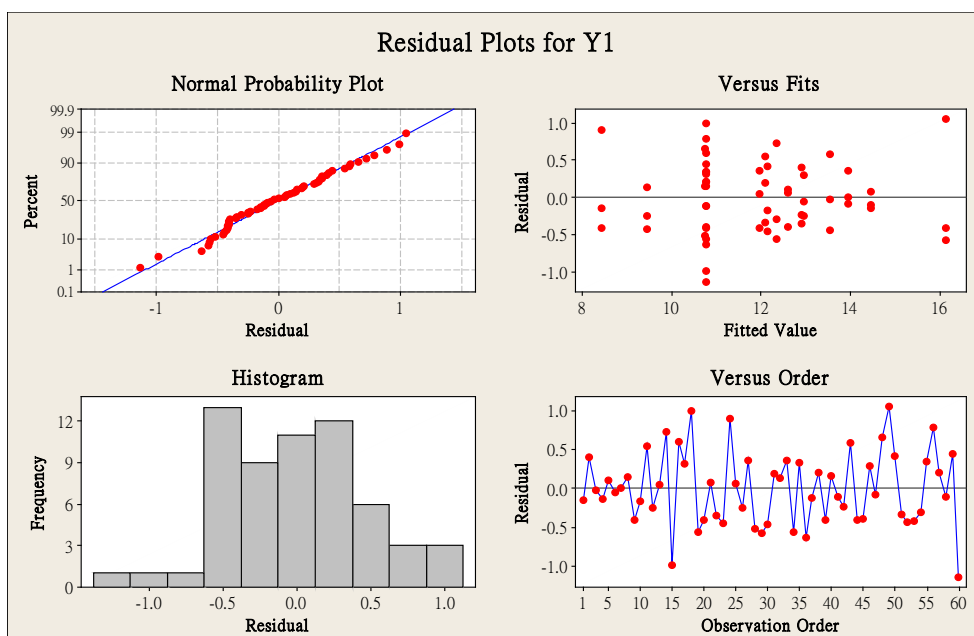 Residual Plots for Y1
Normal Probability Plot
99.9
99
90
50
10
1
0.1
Percent
-1 0 1
Residual
Versus Fits
1.0
0.5
0.0
-0.5
-1.0
Residual
8 10 12 14 16
Fitted Value
Histogram
12
9
6
3
0
Frequency
-1.0 -0.5 0.0 0.5 1.0
Residual
Versus Order
1.0
0.5
0.0
-0.5
-1.0
Residual
1 5 10 15 20 25 30 35 40 45 50 55 60
Observation Order